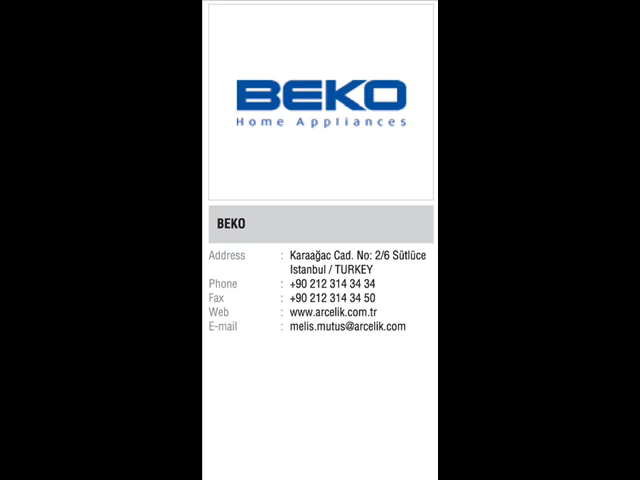 BEKO
Home Appliances
BEKO
Address : Karaağac Cad. No: 2/6 Sütlüce
Istanbul / TURKEY
Phone : +90 212 314 34 34
Fax : +90 212 314 34 50
Web : www.arcelik.com.tr
E-mail : melis.mutus@arcelik.com